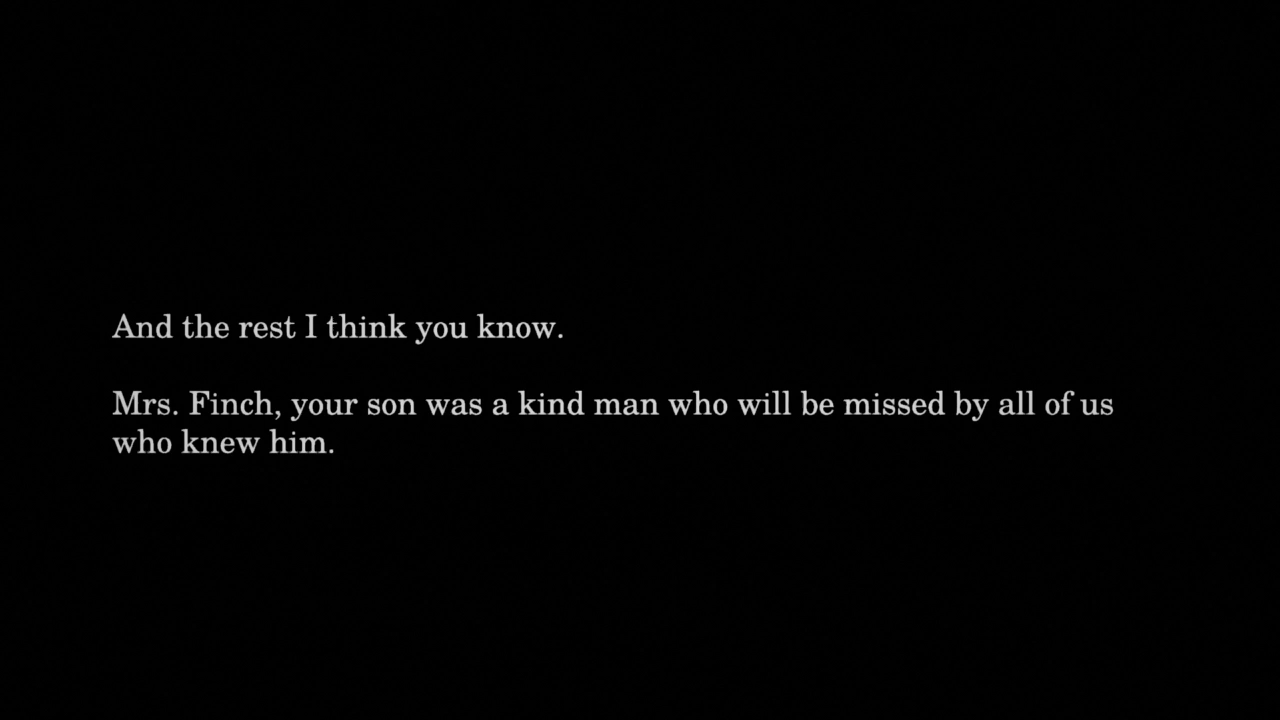 And the rest I think you know.
Mrs. Finch, your son was a kind man who will be missed by all of us
who knew him.